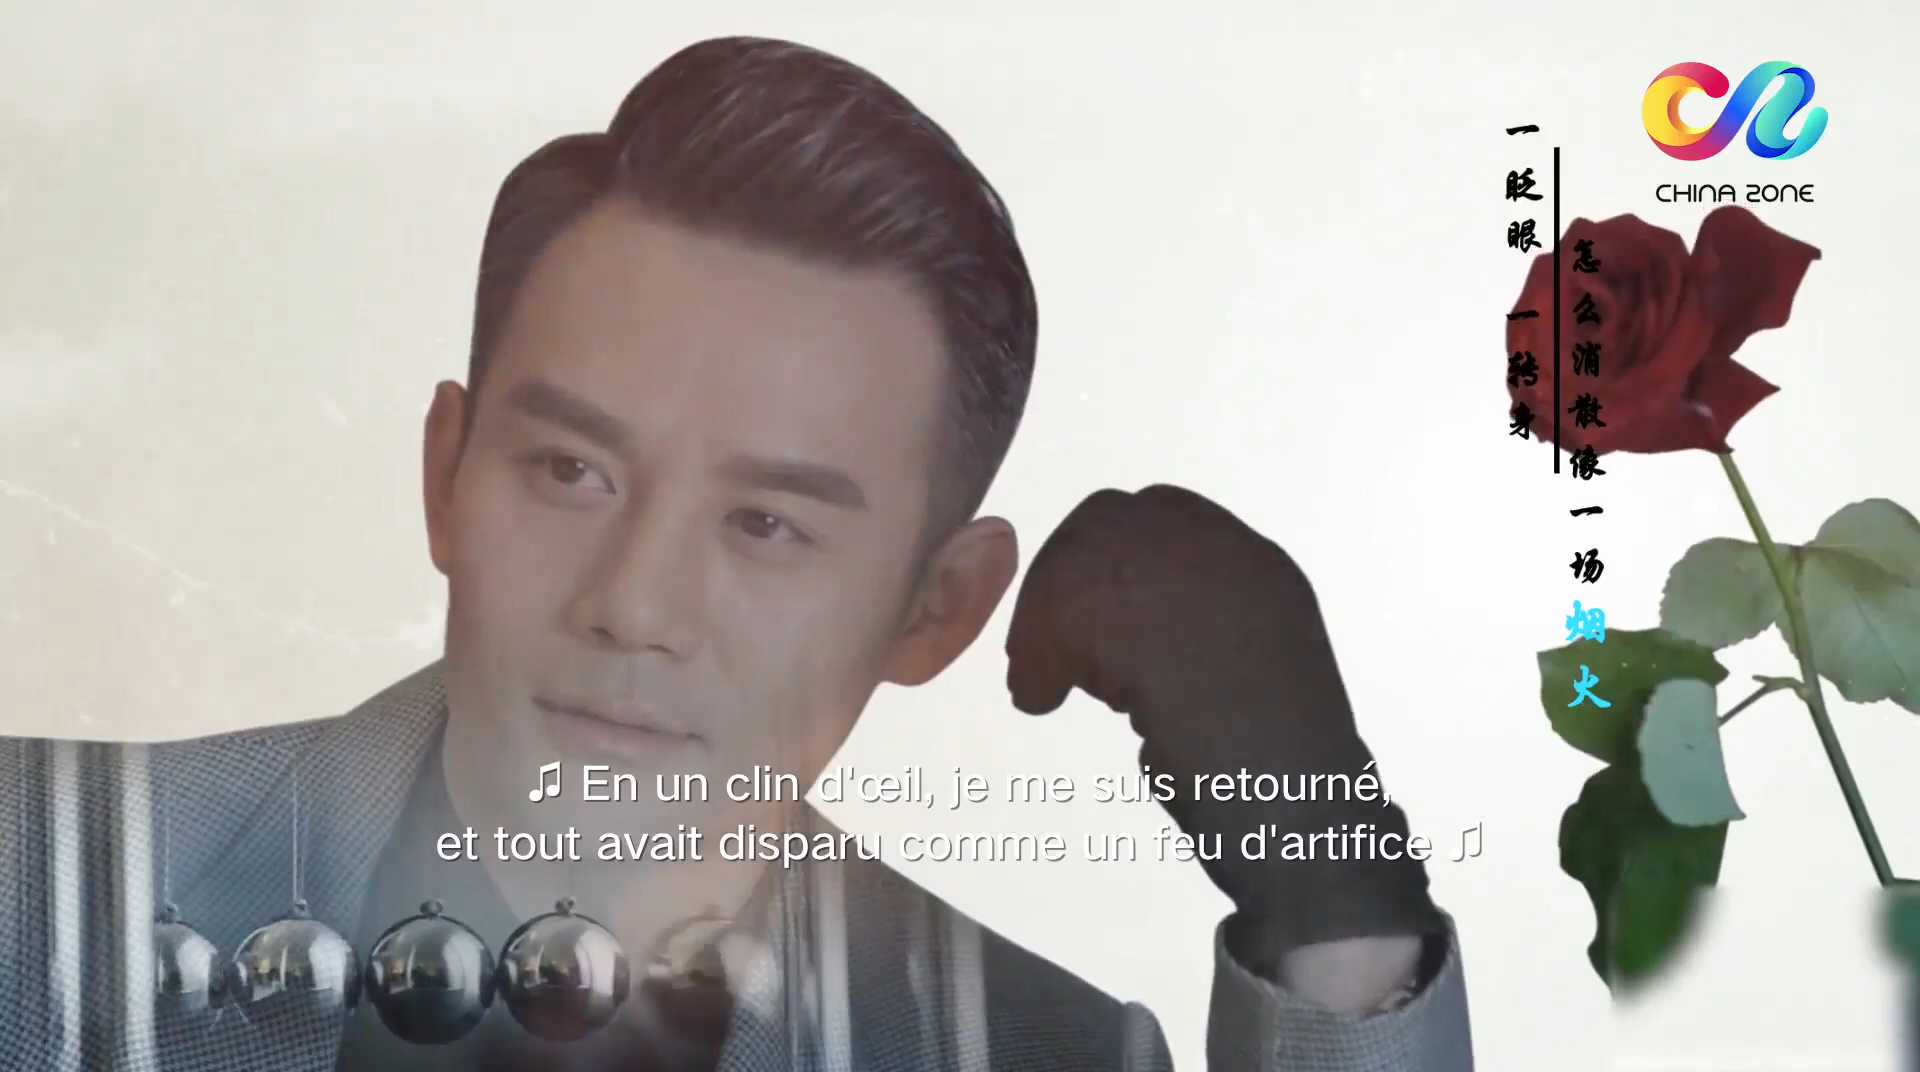 CHINA ZONE
一眨眼 一转身
怎么消散像一场烟火
♫ En un clin d'œil, je me suis retourné,
et tout avait disparu comme un feu d'artifice ♫